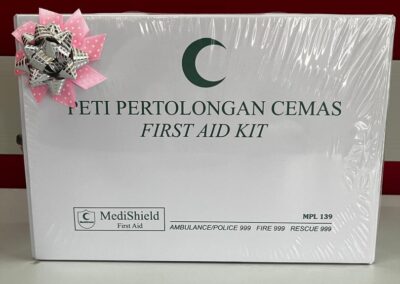 PETI PERTOLONGAN CEMAS
FIRST AID KIT
MediShield
First Aid
MPL 139
AMBULANCE/POLICE 999 FIRE 999 RESCUE 999